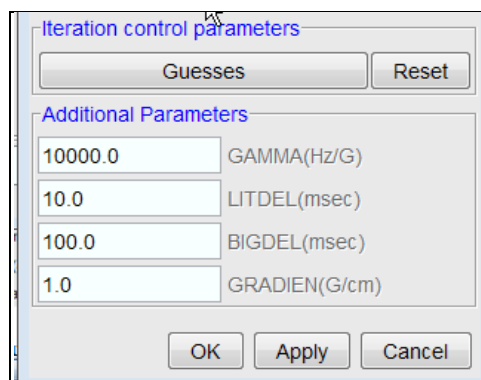 Iteration control parameters
Guesses Reset
Additional Parameters
10000.0 GAMMA(Hz/G)
10.0 LITDEL(msec)
100.0 BIGDEL(msec)
1.0 GRADIEN(G/cm)
OK Apply Cancel